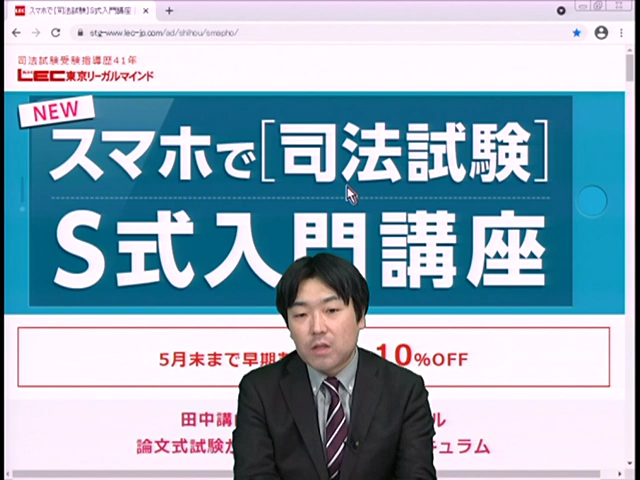 スマホで[司法試験]S式入門講座
stg-www.lec-jp.com/ad/shihou/smapho/
司法試験受験指導歴41年
LEC東京リーガルマインド
NEW
スマホで[司法試験]
S式入門講座
5月末まで早期 10%OFF
田中講 ル
論文式試験 キュラム